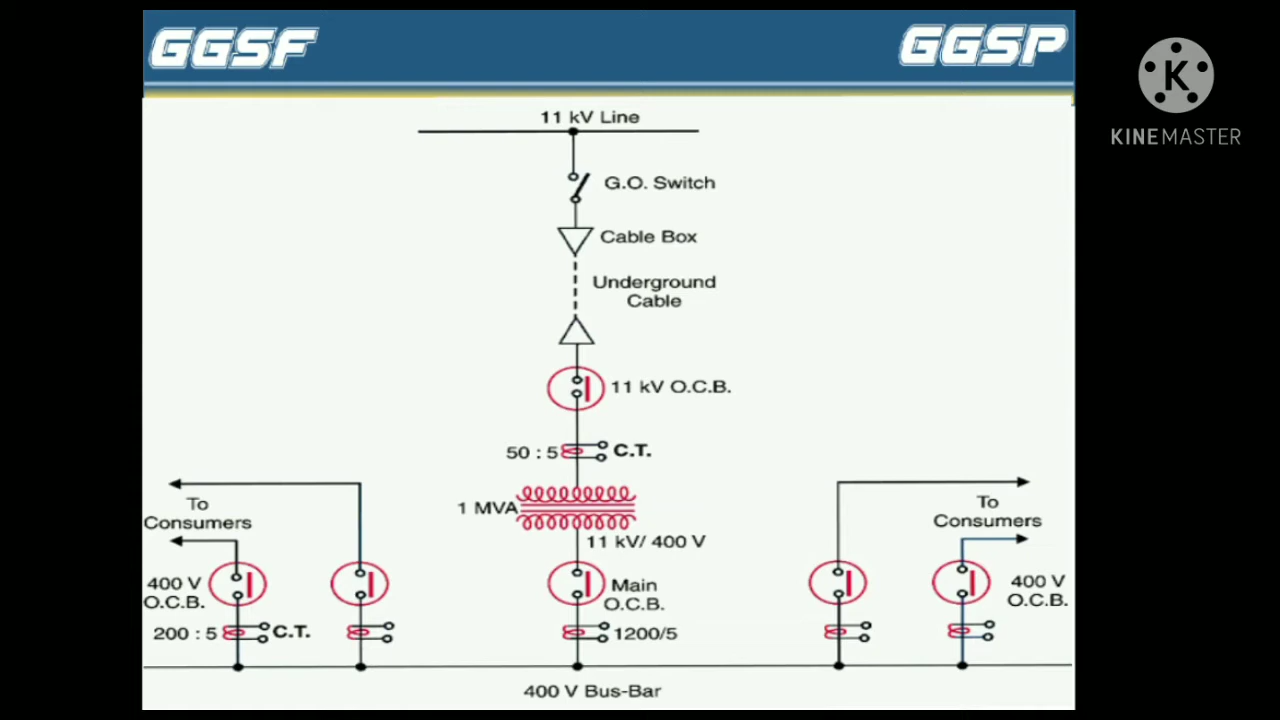 GGSF
GGSP
K
KINEMASTER
11 kV Line
G.O. Switch
Cable Box
Underground
Cable
11 kV O.C.B.
50 : 5
C.T.
1 MVA
11 kV/ 400 V
To
Consumers
To
Consumers
400 V
O.C.B.
Main
O.C.B.
400 V
O.C.B.
200 : 5
C.T.
1200/5
400 V Bus-Bar